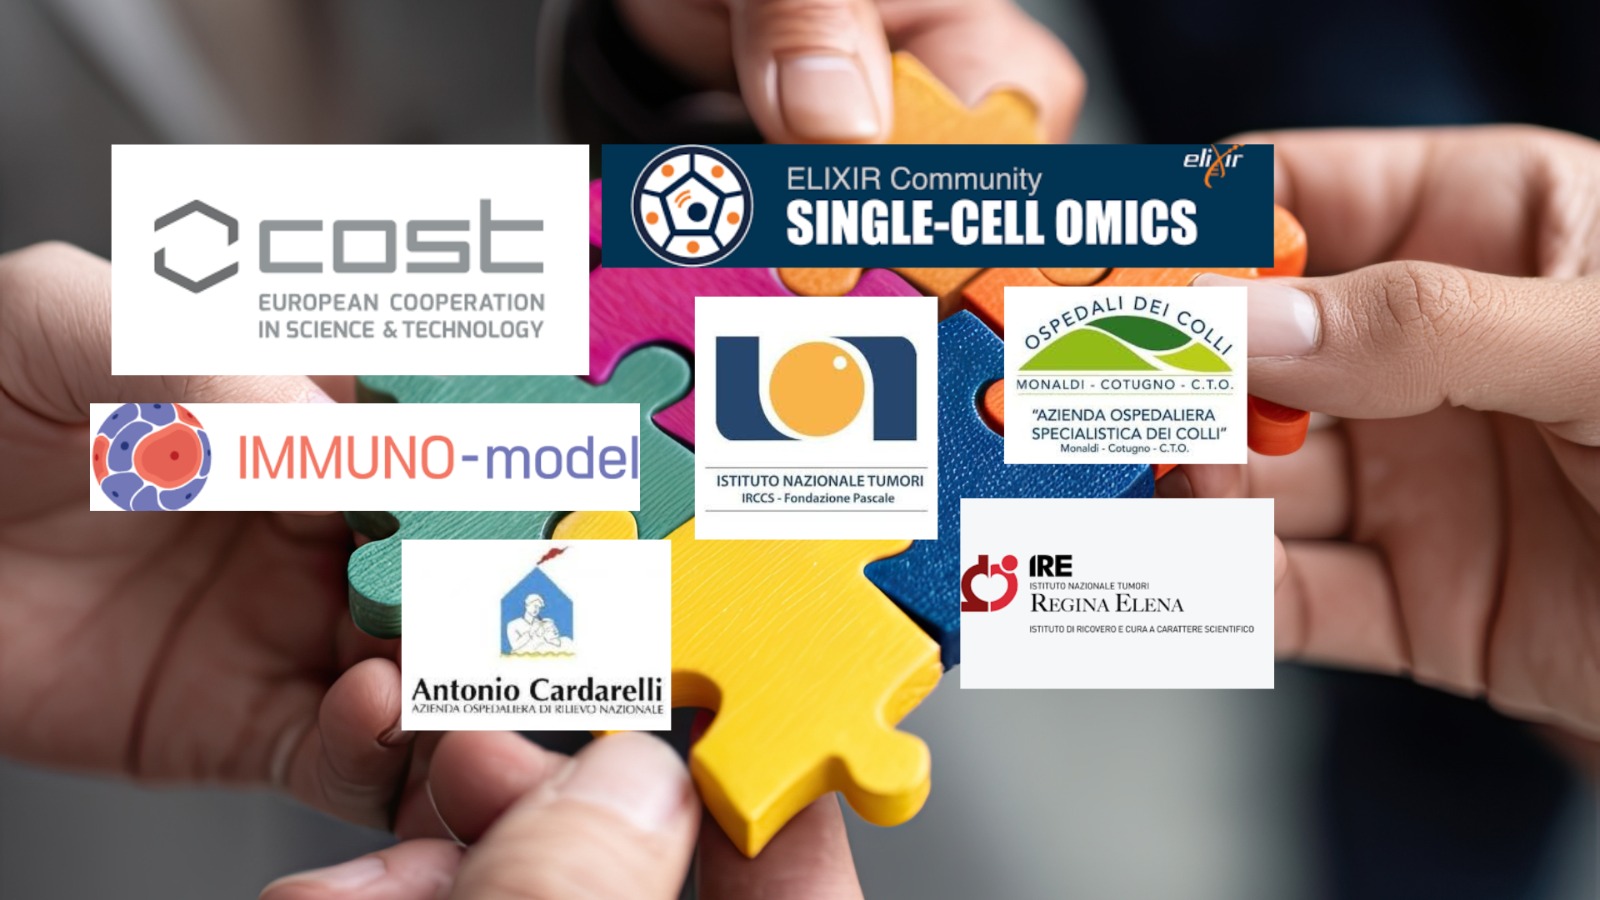 cost
EUROPEAN COOPERATION
IN SCIENCE & TECHNOLOGY
elixir
ELIXIR Community
SINGLE-CELL OMICS
IMMUNO-model
ISTITUTO NAZIONALE TUMORI
IRCCS - Fondazione Pascale
OSPEDALI DEI COLLI
MONALDI - COTUGNO - C.T.O.
"AZIENDA OSPEDALIERA
SPECIALISTICA DEI COLLI"
Monaldi - Cotugno - C.T.O.
Antonio Cardarelli
AZIENDA OSPEDALIERA DI RILIEVO NAZIONALE
IRE
ISTITUTO NAZIONALE TUMORI
REGINA ELENA
ISTITUTO DI RICOVERO E CURA A CARATTERE SCIENTIFICO